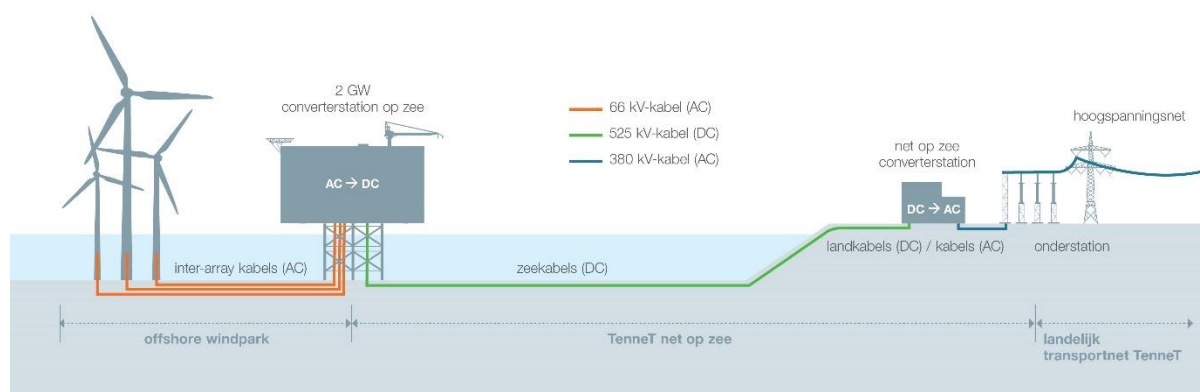 2 GW
converterstation op zee
AC → DC
66 kV-kabel (AC)
525 kV-kabel (DC)
380 kV-kabel (AC)
hoogspanningsnet
net op zee
converterstation
DC → AC
inter-array kabels (AC)
zeekabels (DC)
landkabels (DC) / kabels (AC)
onderstation
offshore windpark
TenneT net op zee
landelijk
transportnet TenneT